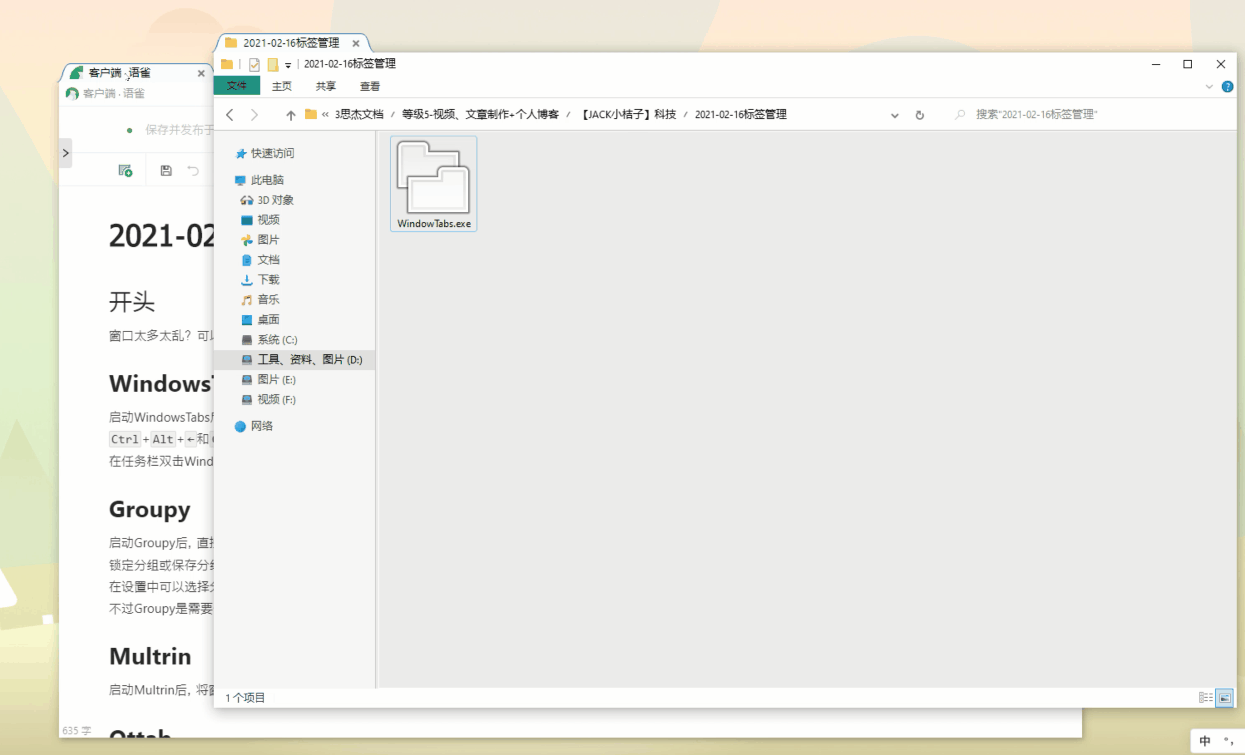 2021-02-16标签管理
客户端 · 语雀
2021-02-16标签管理
文件 主页 共享 查看
客户端 · 语雀
« 3思杰文档 / 等级5-视频、文章制作+个人博客 / 【JACK小桔子】科技 / 2021-02-16标签管理
搜索"2021-02-16标签管理"
保存并发布于
快速访问
此电脑
3D 对象
视频
图片
文档
下载
音乐
桌面
系统 (C:)
工具、资料、图片 (D:)
图片 (E:)
视频 (F:)
网络
WindowTabs.exe
2021-02
开头
窗口太多太乱？可以
Windows
启动WindowsTabs
Ctrl+Alt+←和
在任务栏双击Wind
Groupy
启动Groupy后, 直
锁定分组或保存分
在设置中可以选择
不过Groupy是需要
Multrin
启动Multrin后, 将
1个项目
635 字
中 °,